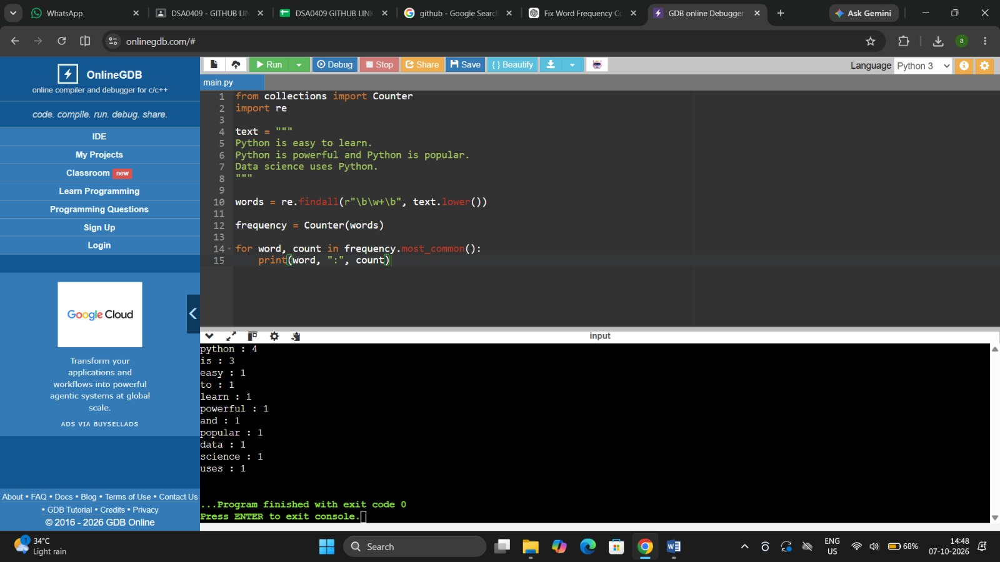 WhatsApp
DSA0409 - GITHUB LIN
DSA0409 GITHUB LINK
github - Google Search
Fix Word Frequency Co
GDB online Debugger
Ask Gemini
onlinegdb.com/#
a
OnlineGDB
online compiler and debugger for c/c++
code. compile. run. debug. share.
IDE
My Projects
Classroom new
Learn Programming
Programming Questions
Sign Up
Login
Google Cloud
Transform your
applications and
workflows into powerful
agentic systems at global
scale.
ADS VIA BUYSELLADS
About • FAQ • Docs • Blog • Terms of Use • Contact Us
• GDB Tutorial • Credits • Privacy
© 2016 - 2026 GDB Online
Run
Debug
Stop
Share
Save
{ } Beautify
Language Python 3
main.py
1 from collections import Counter
2 import re
3
4 text = """
5 Python is easy to learn.
6 Python is powerful and Python is popular.
7 Data science uses Python.
8 """
9
10 words = re.findall(r"\b\w+\b", text.lower())
11
12 frequency = Counter(words)
13
14 for word, count in frequency.most_common():
15     print(word, ":", count)
input
python : 4
is : 3
easy : 1
to : 1
learn : 1
powerful : 1
and : 1
popular : 1
data : 1
science : 1
uses : 1
...Program finished with exit code 0
Press ENTER to exit console.
1
34°C
Light rain
Search
W
ENG
US
68%
14:48
07-10-2026